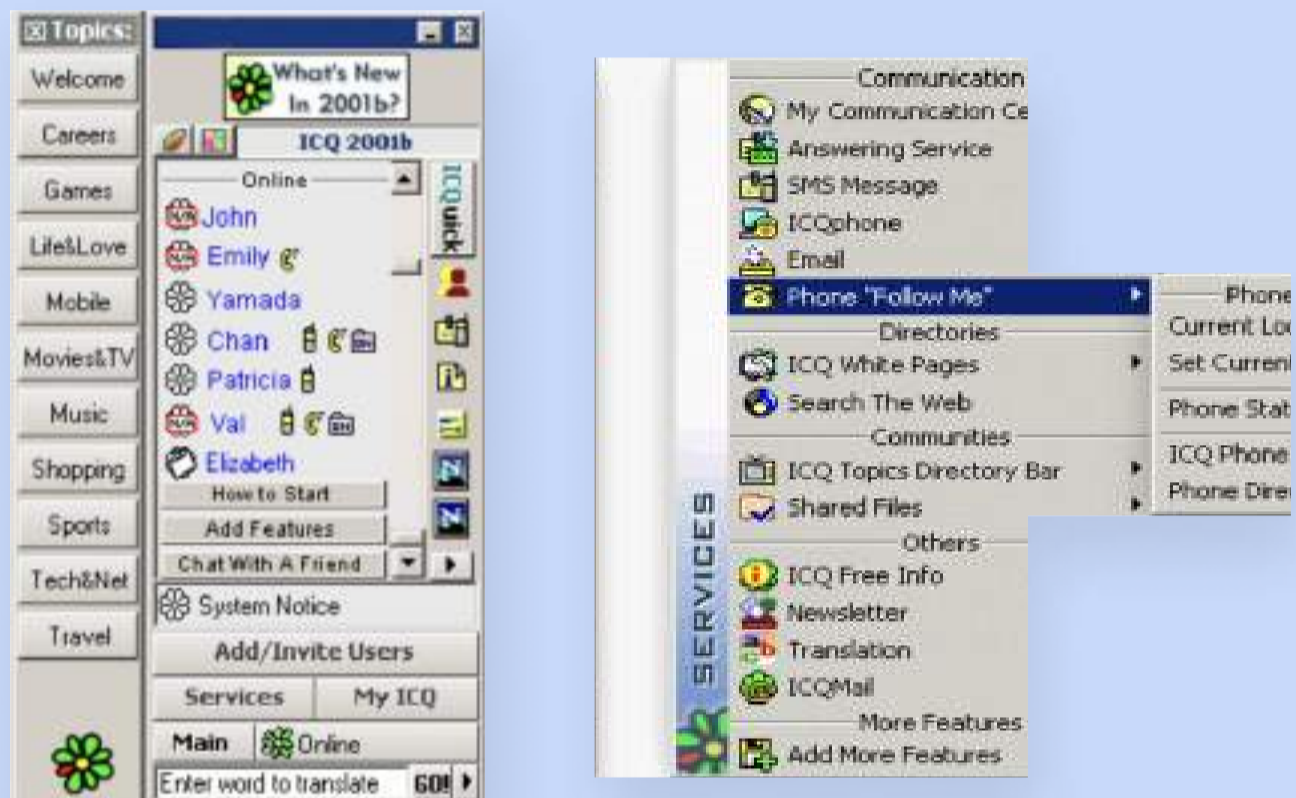 Topics:
Welcome
Careers
Games
Life&Love
Mobile
Movies&TV
Music
Shopping
Sports
Tech&Net
Travel
What's New
In 2001b?
ICQ 2001b
ICQuick
Online
N/A John
N/A Emily
Yamada
Chan
Patricia
N/A Val
Elizabeth
How to Start
Add Features
Chat With A Friend
System Notice
Add/Invite Users
Services My ICQ
Main Online
Enter word to translate GO!
SERVICES
Communication
My Communication Ce
Answering Service
SMS Message
ICQphone
Email
Phone "Follow Me"
Directories
ICQ White Pages
Search The Web
Communities
ICQ Topics Directory Bar
Shared Files
Others
ICQ Free Info
Newsletter
Translation
ICQMail
More Features
Add More Features
Phone
Current Loc
Set Current
Phone Stat
ICQ Phone
Phone Dire